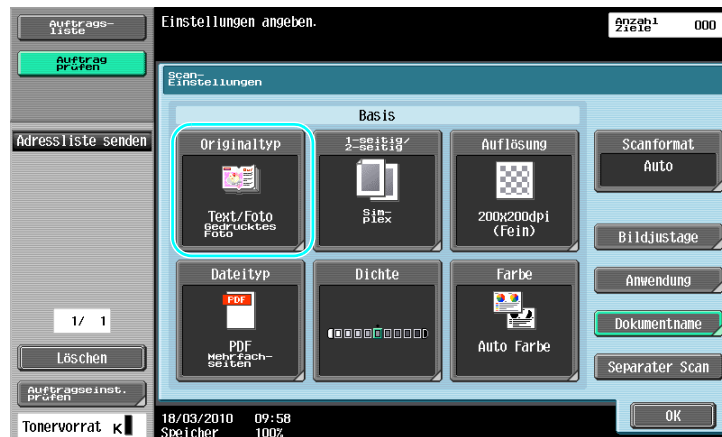 Auftrags-
liste
Einstellungen angeben.
Anzahl
Ziele 000
Auftrag
prüfen
Scan-
Einstellungen
Basis
Adressliste senden
Originaltyp
1-seitig/
2-seitig
Auflösung
Scanformat
Auto
Text/Foto
Gedrucktes
Foto
Sim-
plex
200x200dpi
(Fein)
Bildjustage
Dateityp
Dichte
Farbe
Anwendung
PDF
1/ 1
Dokumentname
PDF
Mehrfach-
seiten
Auto Farbe
Löschen
Separater Scan
Auftragseinst.
prüfen
OK
Tonervorrat K
18/03/2010 09:58
Speicher 100%